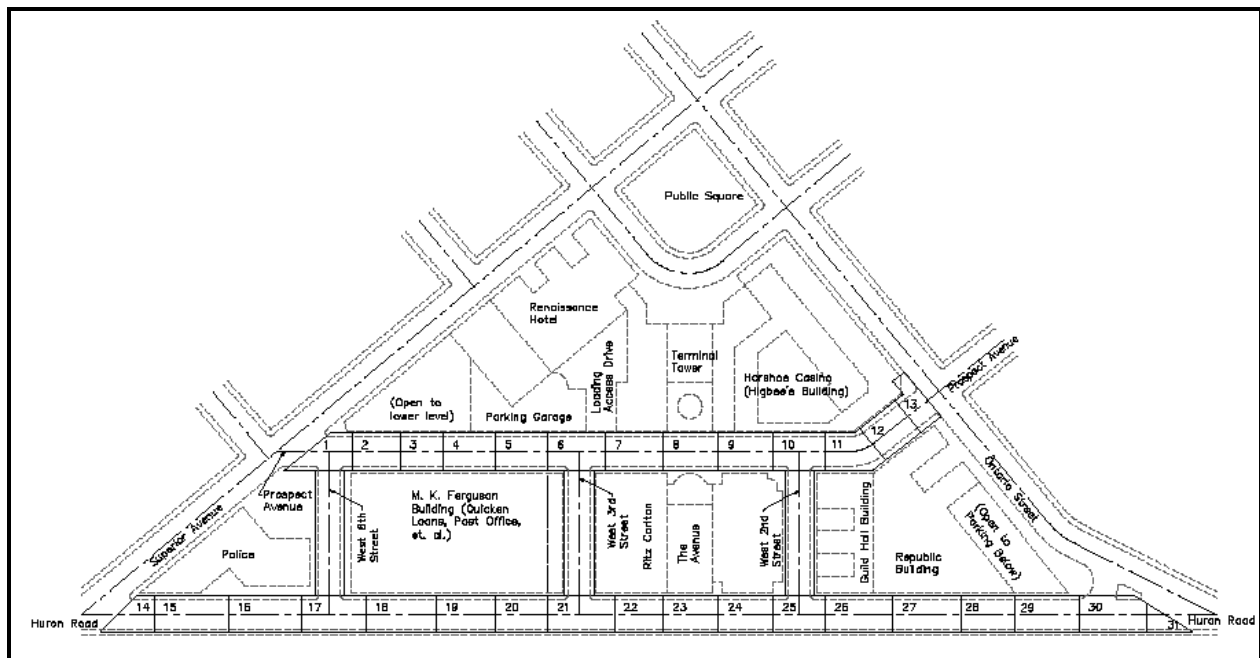 Public Square
Renaissance
Hotel
Terminal
Tower
Loading
Access Drive
Horshoe Casino
(Higbee's Building)
Prospect Avenue
(Open to
lower level)
Parking Garage
1 2 3 4 5 6 7 8 9 10 11 12 13
Prospect
Avenue
Superior Avenue
Police
West 6th
Street
M. K. Ferguson
Building (Quicken
Loans, Post Office,
et. al.)
West 3rd
Street
Ritz Carlton
The Avenue
West 2nd
Street
Guild Hall Building
Republic
Building
Ontario Street
(Open to
Parking Below)
14 15 16 17 18 19 20 21 22 23 24 25 26 27 28 29 30 31
Huron Road
Huron Road